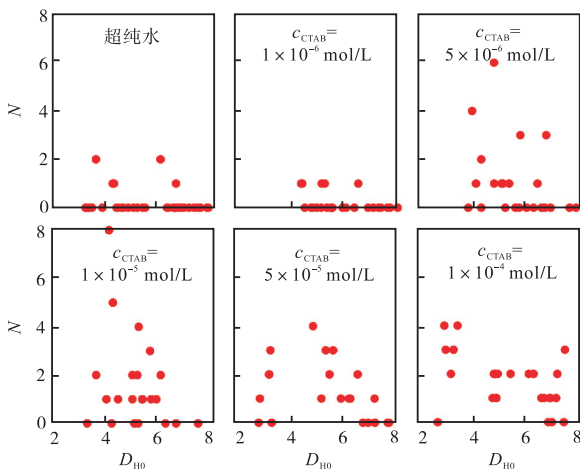 超纯水
c_CTAB=
1×10⁻⁶ mol/L
c_CTAB=
5×10⁻⁶ mol/L
8
6
4
2
0
N
c_CTAB=
1×10⁻⁵ mol/L
c_CTAB=
5×10⁻⁵ mol/L
c_CTAB=
1×10⁻⁴ mol/L
8
6
4
2
0
N
2 4 6 8
4 6 8
2 4 6 8
D_H0 D_H0 D_H0